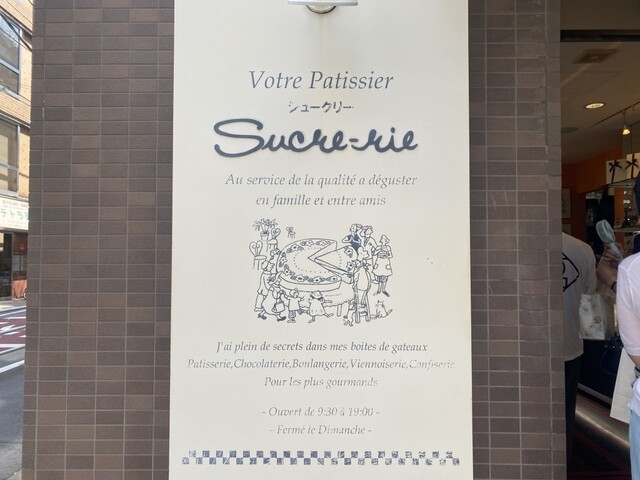 Votre Patissier
シュークリー
Sucre-rie
Au service de la qualité a déguster
en famille et entre amis
J'ai plein de secrets dans mes boites de gateaux
Patisserie,Chocolaterie,Boulangerie,Viennoiserie,Confiserie
Pour les plus gourmands
- Ouvert de 9:30 à 19:00 -
- Fermé le Dimanche -